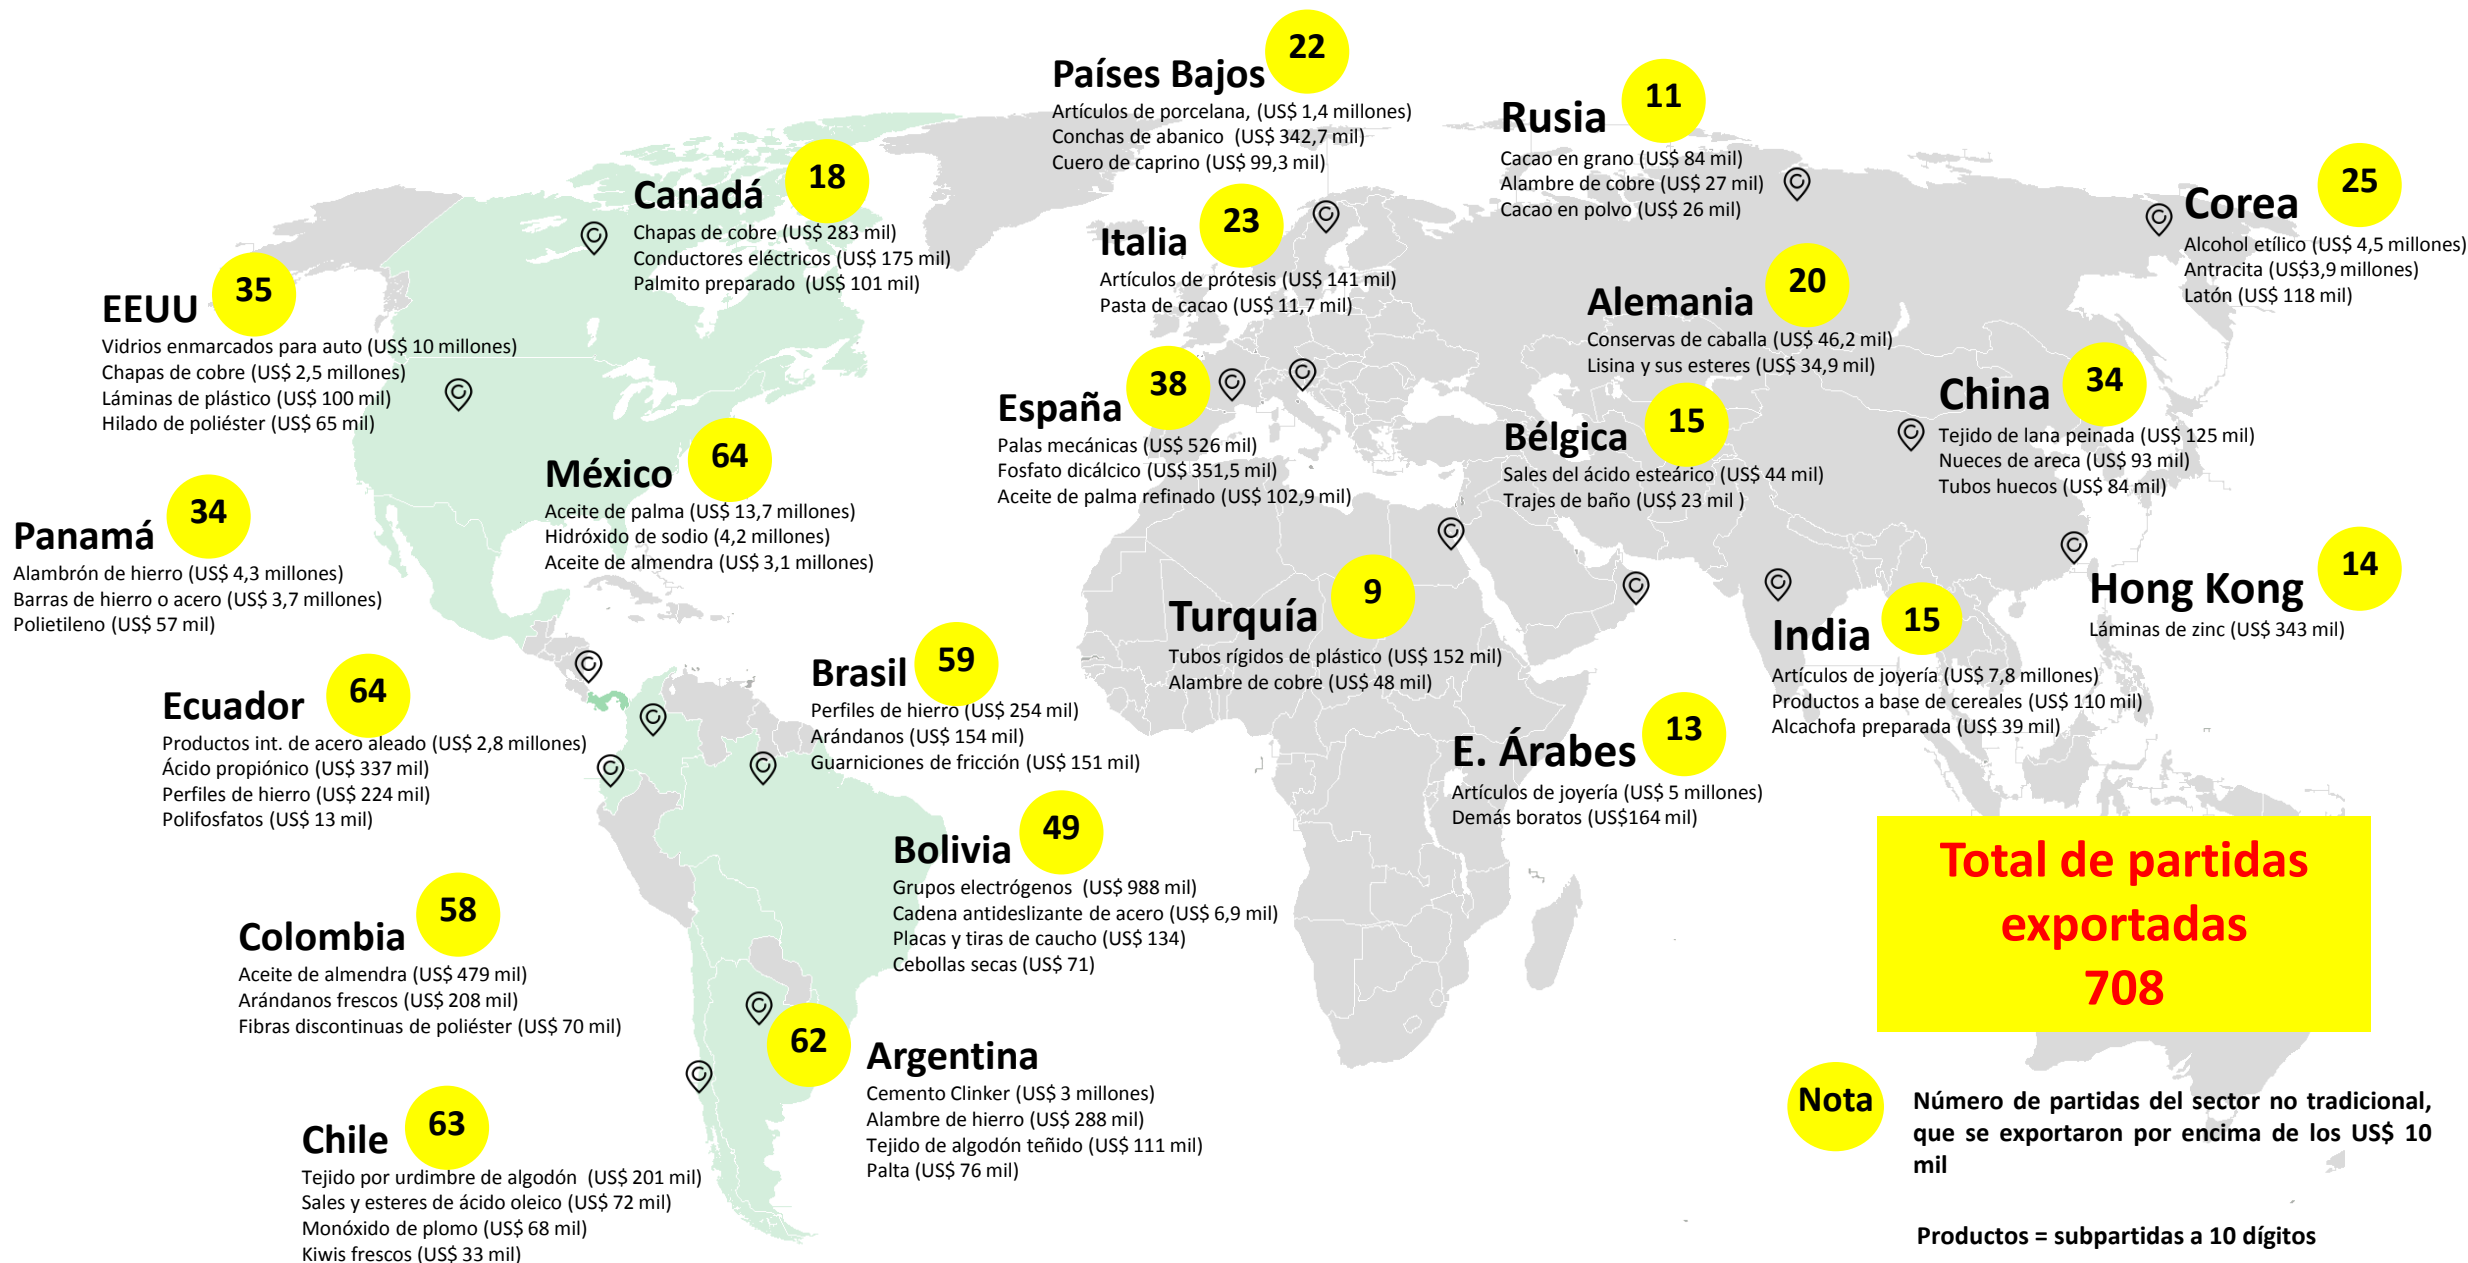 Países Bajos 22
Artículos de porcelana, (US$ 1,4 millones)
Conchas de abanico (US$ 342,7 mil)
Cuero de caprino (US$ 99,3 mil)
Rusia 11
Cacao en grano (US$ 84 mil)
Alambre de cobre (US$ 27 mil)
Cacao en polvo (US$ 26 mil)
Canadá 18
Chapas de cobre (US$ 283 mil)
Conductores eléctricos (US$ 175 mil)
Palmito preparado (US$ 101 mil)
Corea 25
Alcohol etílico (US$ 4,5 millones)
Antracita (US$3,9 millones)
Latón (US$ 118 mil)
Italia 23
Artículos de prótesis (US$ 141 mil)
Pasta de cacao (US$ 11,7 mil)
EEUU 35
Vidrios enmarcados para auto (US$ 10 millones)
Chapas de cobre (US$ 2,5 millones)
Láminas de plástico (US$ 100 mil)
Hilado de poliéster (US$ 65 mil)
Alemania 20
Conservas de caballa (US$ 46,2 mil)
Lisina y sus esteres (US$ 34,9 mil)
España 38
Palas mecánicas (US$ 526 mil)
Fosfato dicálcico (US$ 351,5 mil)
Aceite de palma refinado (US$ 102,9 mil)
China 34
Tejido de lana peinada (US$ 125 mil)
Nueces de areca (US$ 93 mil)
Tubos huecos (US$ 84 mil)
Bélgica 15
Sales del ácido esteárico (US$ 44 mil)
Trajes de baño (US$ 23 mil )
México 64
Aceite de palma (US$ 13,7 millones)
Hidróxido de sodio (4,2 millones)
Aceite de almendra (US$ 3,1 millones)
Panamá 34
Alambrón de hierro (US$ 4,3 millones)
Barras de hierro o acero (US$ 3,7 millones)
Polietileno (US$ 57 mil)
Hong Kong 14
Láminas de zinc (US$ 343 mil)
Turquía 9
Tubos rígidos de plástico (US$ 152 mil)
Alambre de cobre (US$ 48 mil)
India 15
Artículos de joyería (US$ 7,8 millones)
Productos a base de cereales (US$ 110 mil)
Alcachofa preparada (US$ 39 mil)
Brasil 59
Perfiles de hierro (US$ 254 mil)
Arándanos (US$ 154 mil)
Guarniciones de fricción (US$ 151 mil)
Ecuador 64
Productos int. de acero aleado (US$ 2,8 millones)
Ácido propiónico (US$ 337 mil)
Perfiles de hierro (US$ 224 mil)
Polifosfatos (US$ 13 mil)
E. Árabes 13
Artículos de joyería (US$ 5 millones)
Demás boratos (US$164 mil)
Bolivia 49
Grupos electrógenos (US$ 988 mil)
Cadena antideslizante de acero (US$ 6,9 mil)
Placas y tiras de caucho (US$ 134)
Cebollas secas (US$ 71)
Colombia 58
Aceite de almendra (US$ 479 mil)
Arándanos frescos (US$ 208 mil)
Fibras discontinuas de poliéster (US$ 70 mil)
62 Argentina
Cemento Clinker (US$ 3 millones)
Alambre de hierro (US$ 288 mil)
Tejido de algodón teñido (US$ 111 mil)
Palta (US$ 76 mil)
Chile 63
Tejido por urdimbre de algodón (US$ 201 mil)
Sales y esteres de ácido oleico (US$ 72 mil)
Monóxido de plomo (US$ 68 mil)
Kiwis frescos (US$ 33 mil)
Total de partidas
exportadas
708
Nota
Número de partidas del sector no tradicional,
que se exportaron por encima de los US$ 10
mil
Productos = subpartidas a 10 dígitos